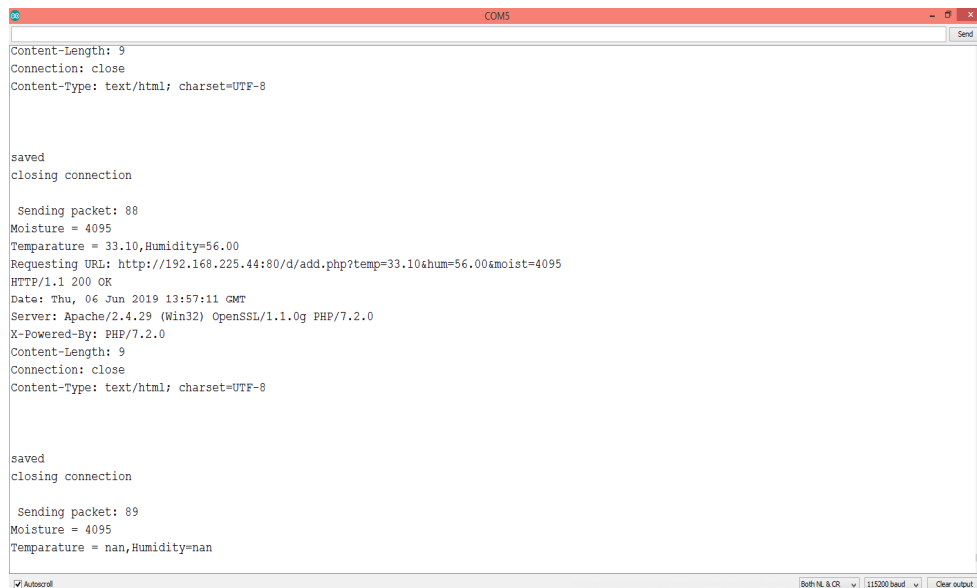 COM5
Send
Content-Length: 9
Connection: close
Content-Type: text/html; charset=UTF-8
saved
closing connection
Sending packet: 88
Moisture = 4095
Temparature = 33.10,Humidity=56.00
Requesting URL: http://192.168.225.44:80/d/add.php?temp=33.10&hum=56.00&moist=4095
HTTP/1.1 200 OK
Date: Thu, 06 Jun 2019 13:57:11 GMT
Server: Apache/2.4.29 (Win32) OpenSSL/1.1.0g PHP/7.2.0
X-Powered-By: PHP/7.2.0
Content-Length: 9
Connection: close
Content-Type: text/html; charset=UTF-8
saved
closing connection
Sending packet: 89
Moisture = 4095
Temparature = nan,Humidity=nan
Autoscroll Both NL & CR 115200 baud Clear output